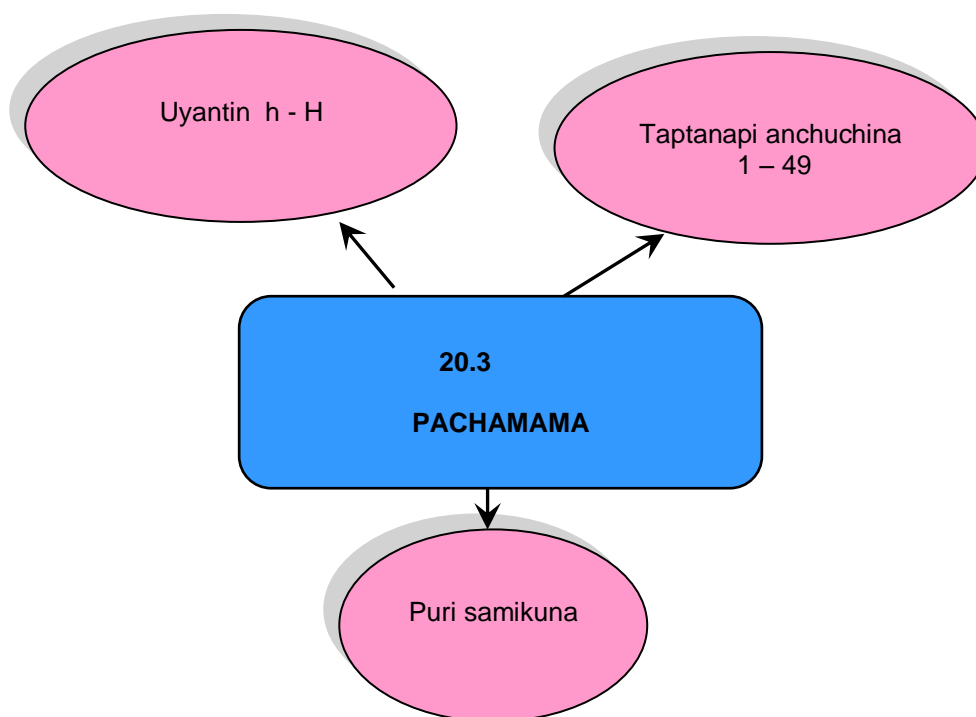 Uyantin h - H
Taptanapi anchuchina
1 – 49
20.3
PACHAMAMA
Puri samikuna